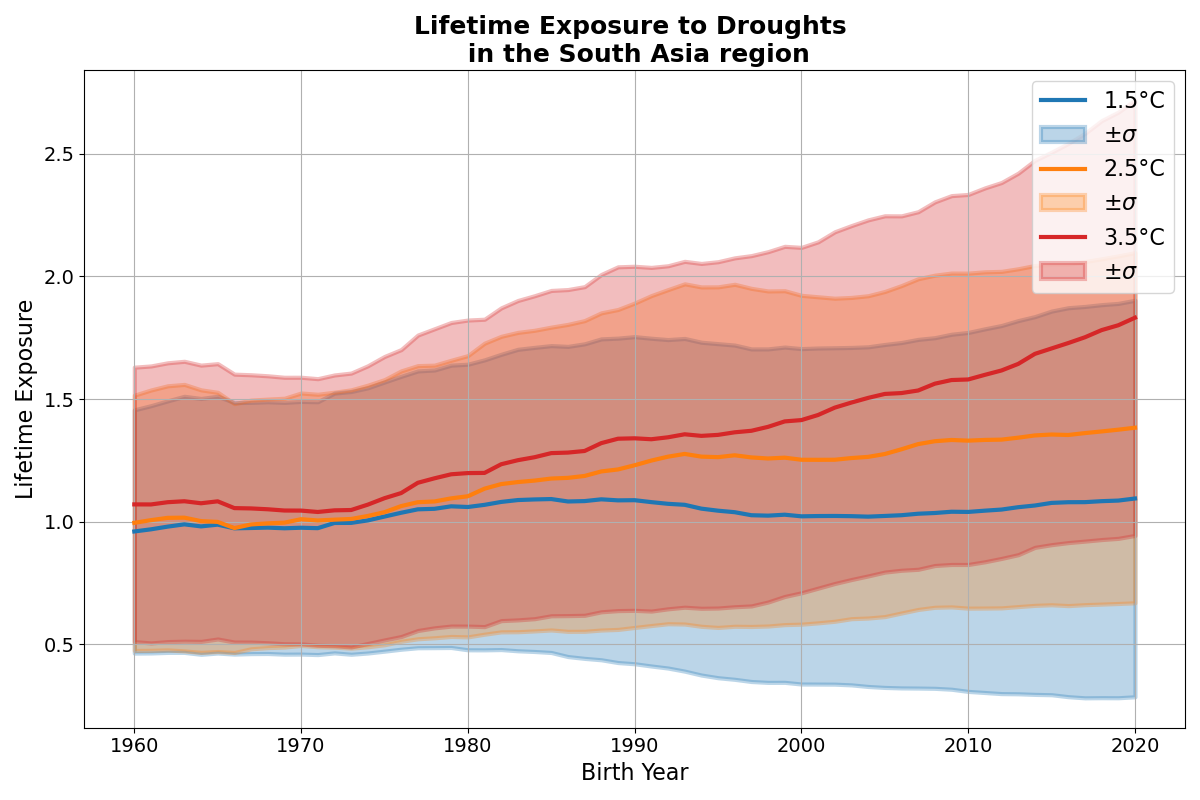 Lifetime Exposure to Droughts
in the South Asia region
Lifetime Exposure
2.5
2.0
1.5
1.0
0.5
1.5°C
±σ
2.5°C
±σ
3.5°C
±σ
1960 1970 1980 1990 2000 2010 2020
Birth Year